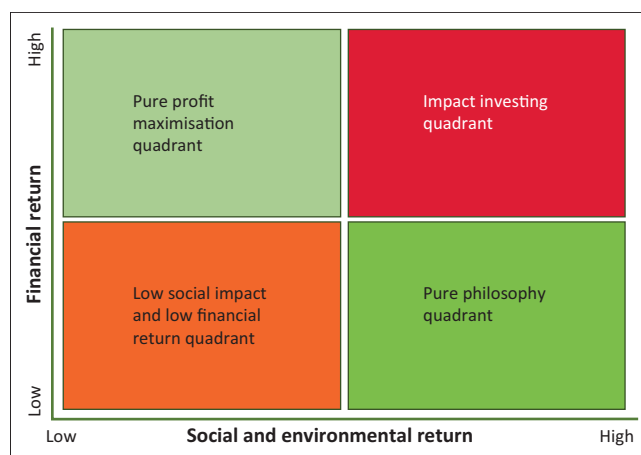 High
Financial return
Low
Pure profit
maximisation
quadrant
Impact investing
quadrant
Low social impact
and low financial
return quadrant
Pure philosophy
quadrant
Low
Social and environmental return
High